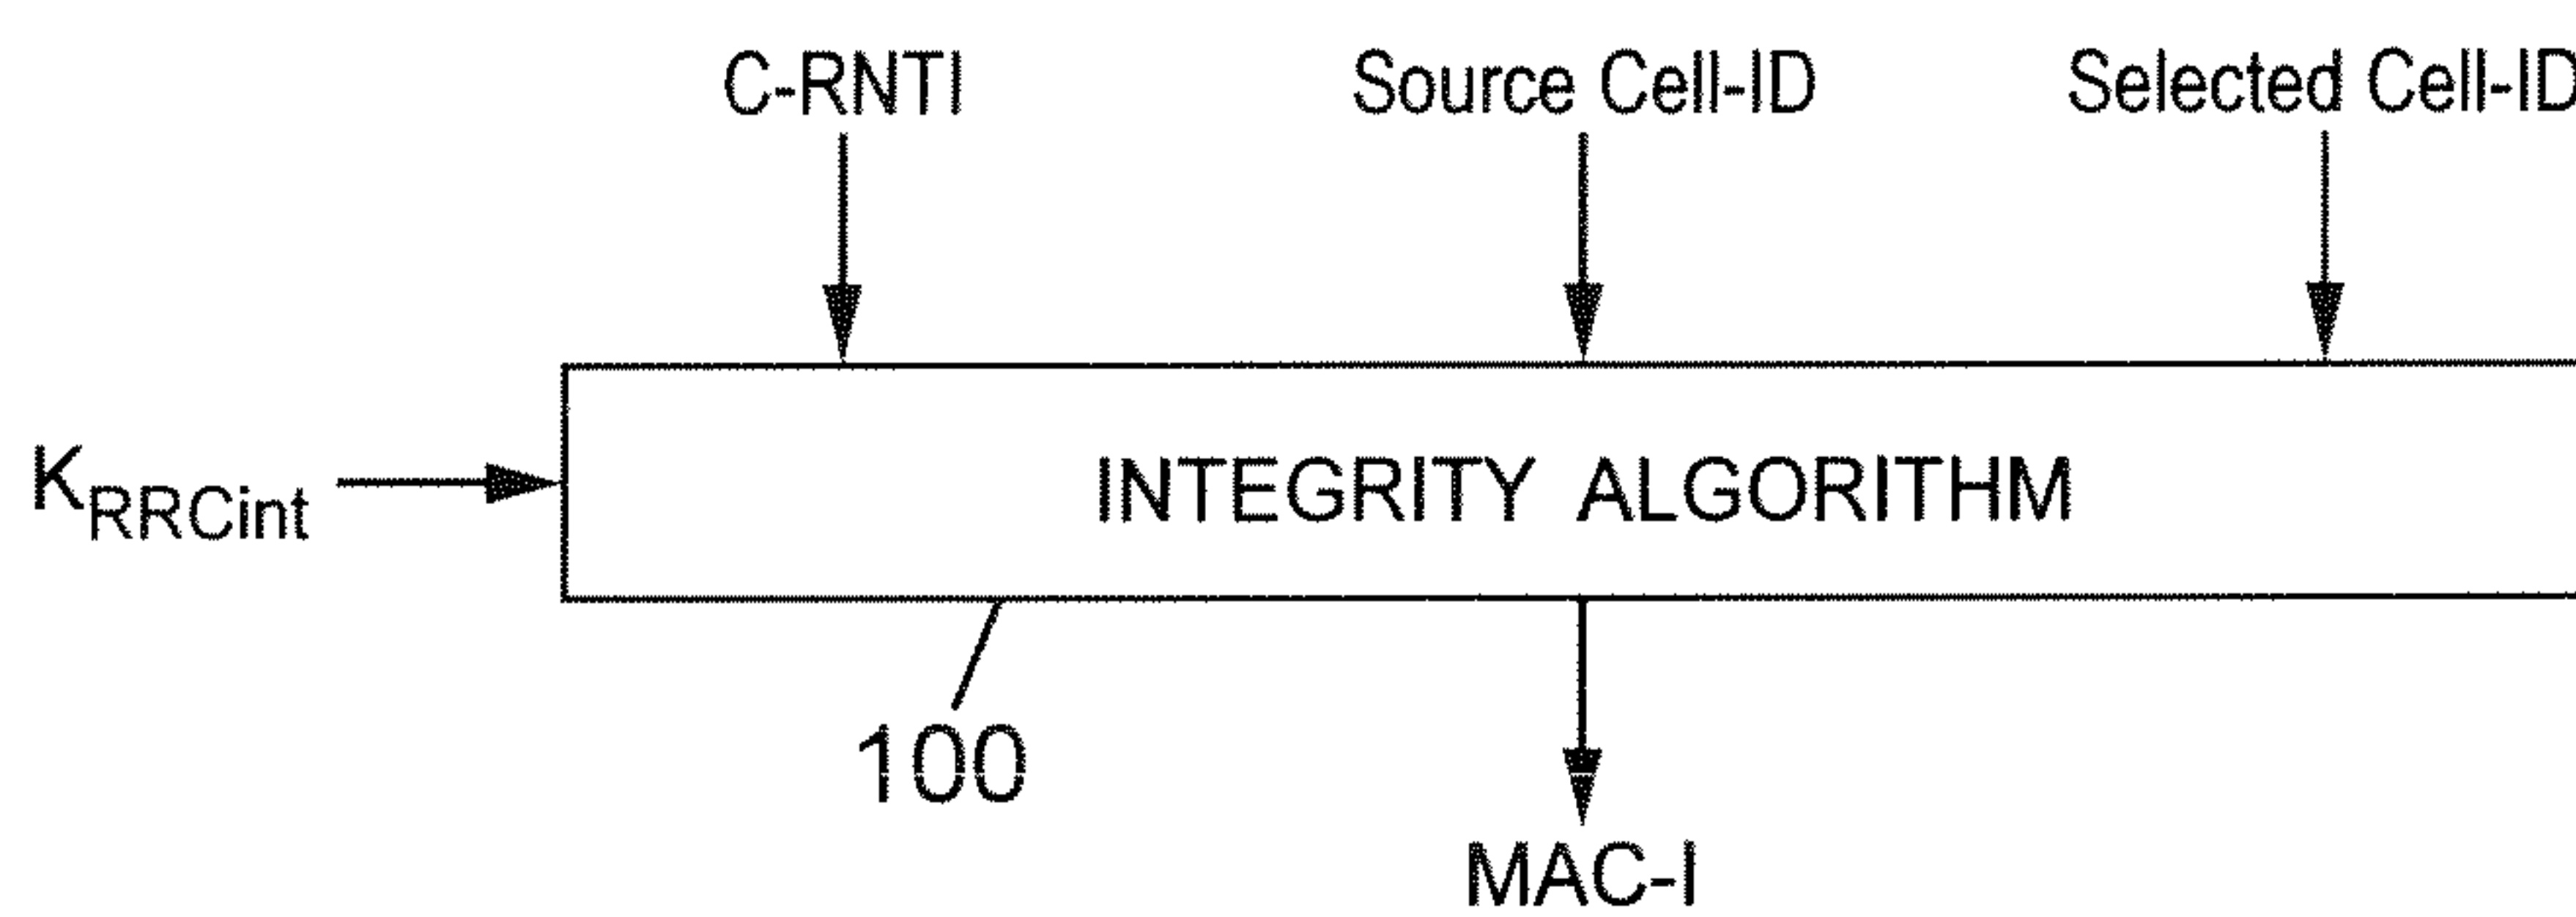 C-RNTI Source Cell-ID Selected Cell-ID
KRRCint INTEGRITY ALGORITHM
100
MAC-I